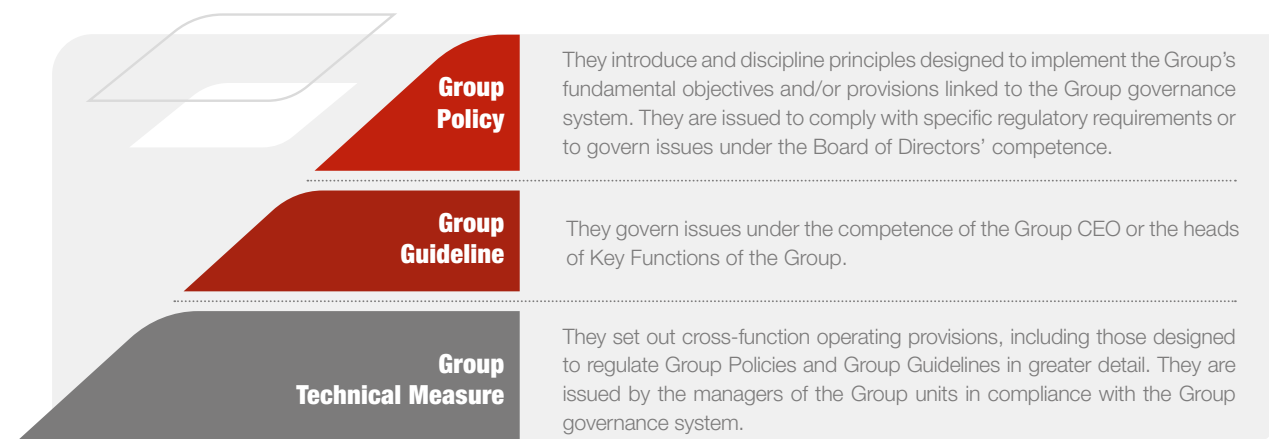 Group
Policy
They introduce and discipline principles designed to implement the Group’s
fundamental objectives and/or provisions linked to the Group governance
system. They are issued to comply with specific regulatory requirements or
to govern issues under the Board of Directors’ competence.
Group
Guideline
They govern issues under the competence of the Group CEO or the heads
of Key Functions of the Group.
Group
Technical Measure
They set out cross-function operating provisions, including those designed
to regulate Group Policies and Group Guidelines in greater detail. They are
issued by the managers of the Group units in compliance with the Group
governance system.